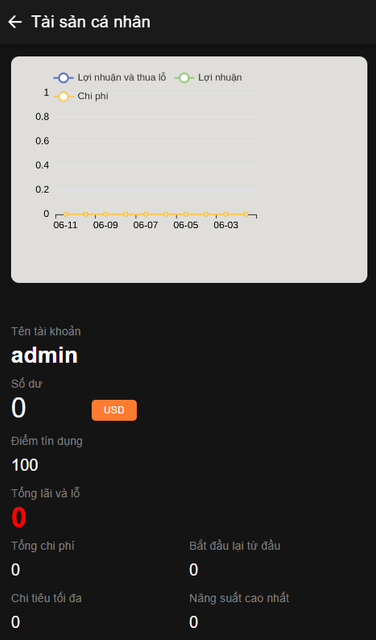 Tài sản cá nhân
Lợi nhuận và thua lỗ Lợi nhuận
Chi phí
1
0.8
0.6
0.4
0.2
0
06-11 06-09 06-07 06-05 06-03
Tên tài khoản
admin
Số dư
0 USD
Điểm tín dụng
100
Tổng lãi và lỗ
0
Tổng chi phí Bắt đầu lại từ đầu
0 0
Chi tiêu tối đa Năng suất cao nhất
0 0